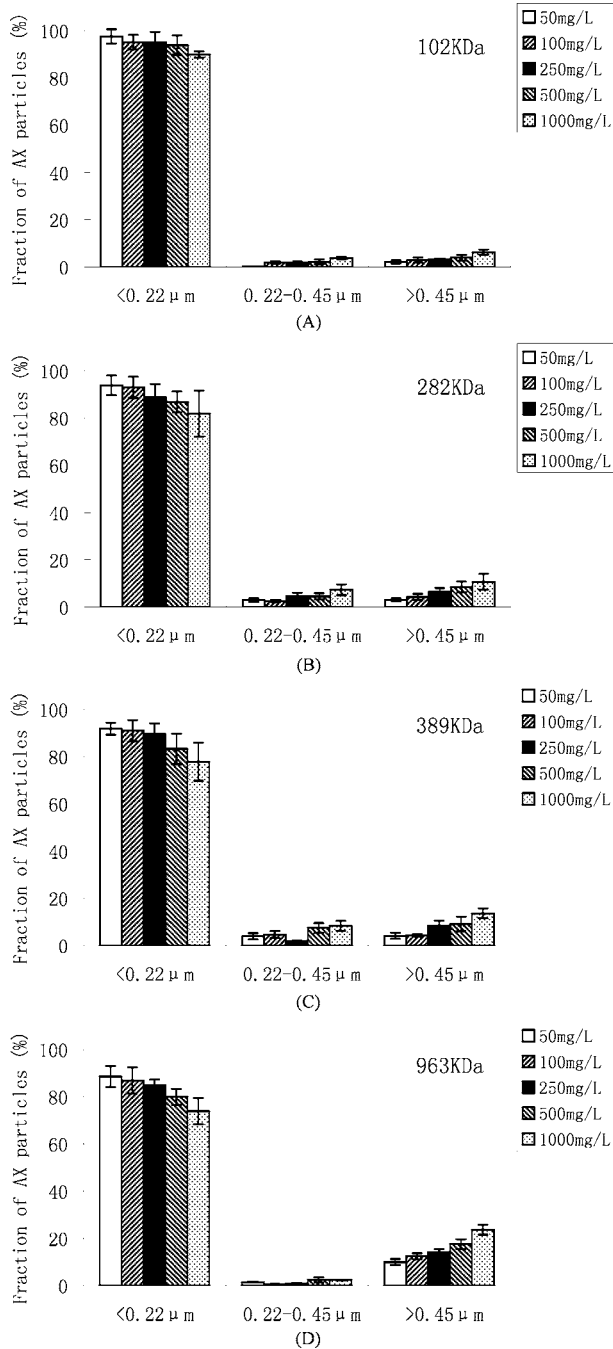 Fraction of AX particles (%)
100
80
60
40
20
0
102KDa
50mg/L
100mg/L
250mg/L
500mg/L
1000mg/L
<0.22μm 0.22-0.45μm >0.45μm
(A)
Fraction of AX particles (%)
100
80
60
40
20
0
282KDa
50mg/L
100mg/L
250mg/L
500mg/L
1000mg/L
<0.22μm 0.22-0.45μm >0.45μm
(B)
Fraction of AX particles (%)
100
80
60
40
20
0
389KDa
50mg/L
100mg/L
250mg/L
500mg/L
1000mg/L
<0.22μm 0.22-0.45μm >0.45μm
(C)
Fraction of AX particles (%)
100
80
60
40
20
0
963KDa
50mg/L
100mg/L
250mg/L
500mg/L
1000mg/L
<0.22μm 0.22-0.45μm >0.45μm
(D)